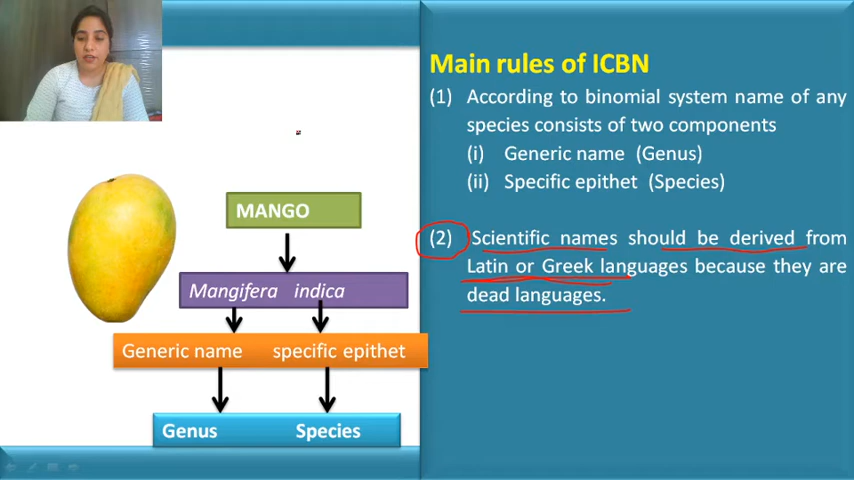 MANGO
Mangifera indica
Generic name specific epithet
Genus Species
Main rules of ICBN
(1) According to binomial system name of any
species consists of two components
(i) Generic name (Genus)
(ii) Specific epithet (Species)
(2) Scientific names should be derived from
Latin or Greek languages because they are
dead languages.